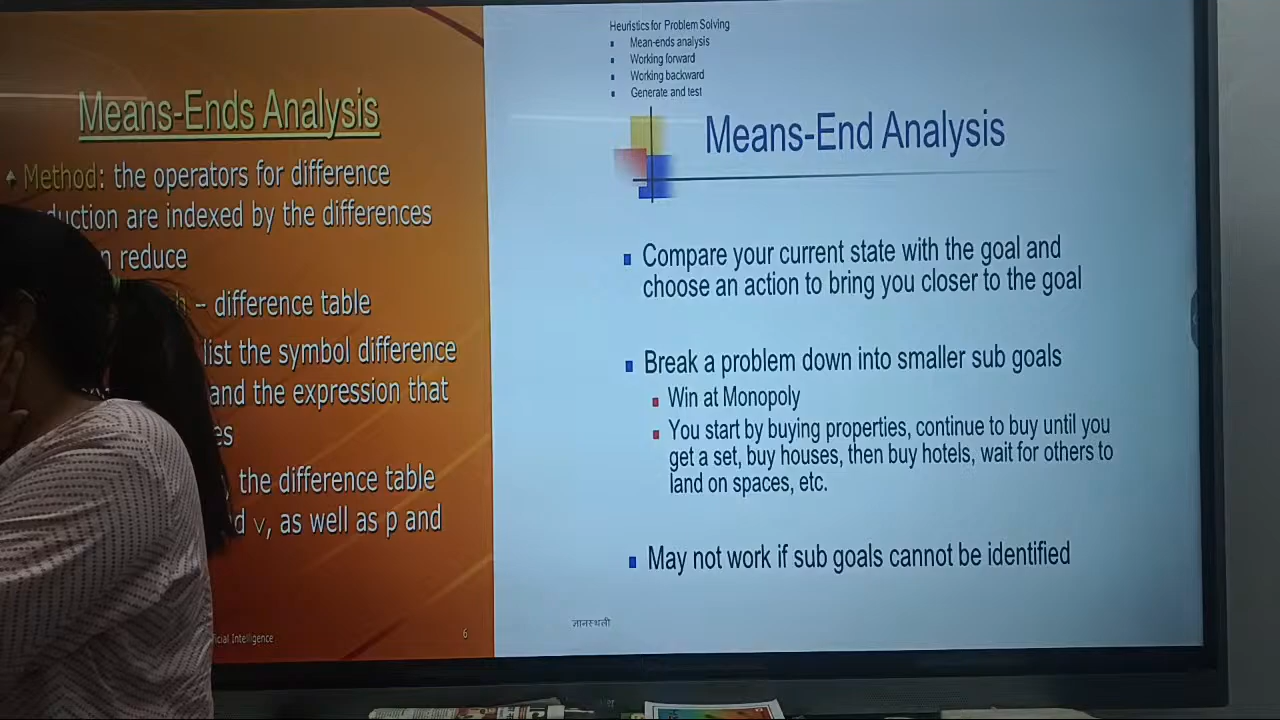 Means-Ends Analysis
Method: the operators for difference
are indexed by the differences
reduce
– difference table
list the symbol difference
and the expression that
the difference table
v, as well as p and
Intelligence
6
Heuristics for Problem Solving
Mean-ends analysis
Working forward
Working backward
Generate and test
Means-End Analysis
Compare your current state with the goal and
choose an action to bring you closer to the goal
Break a problem down into smaller sub goals
Win at Monopoly
You start by buying properties, continue to buy until you
get a set, buy houses, then buy hotels, wait for others to
land on spaces, etc.
May not work if sub goals cannot be identified
ज्ञानस्थली